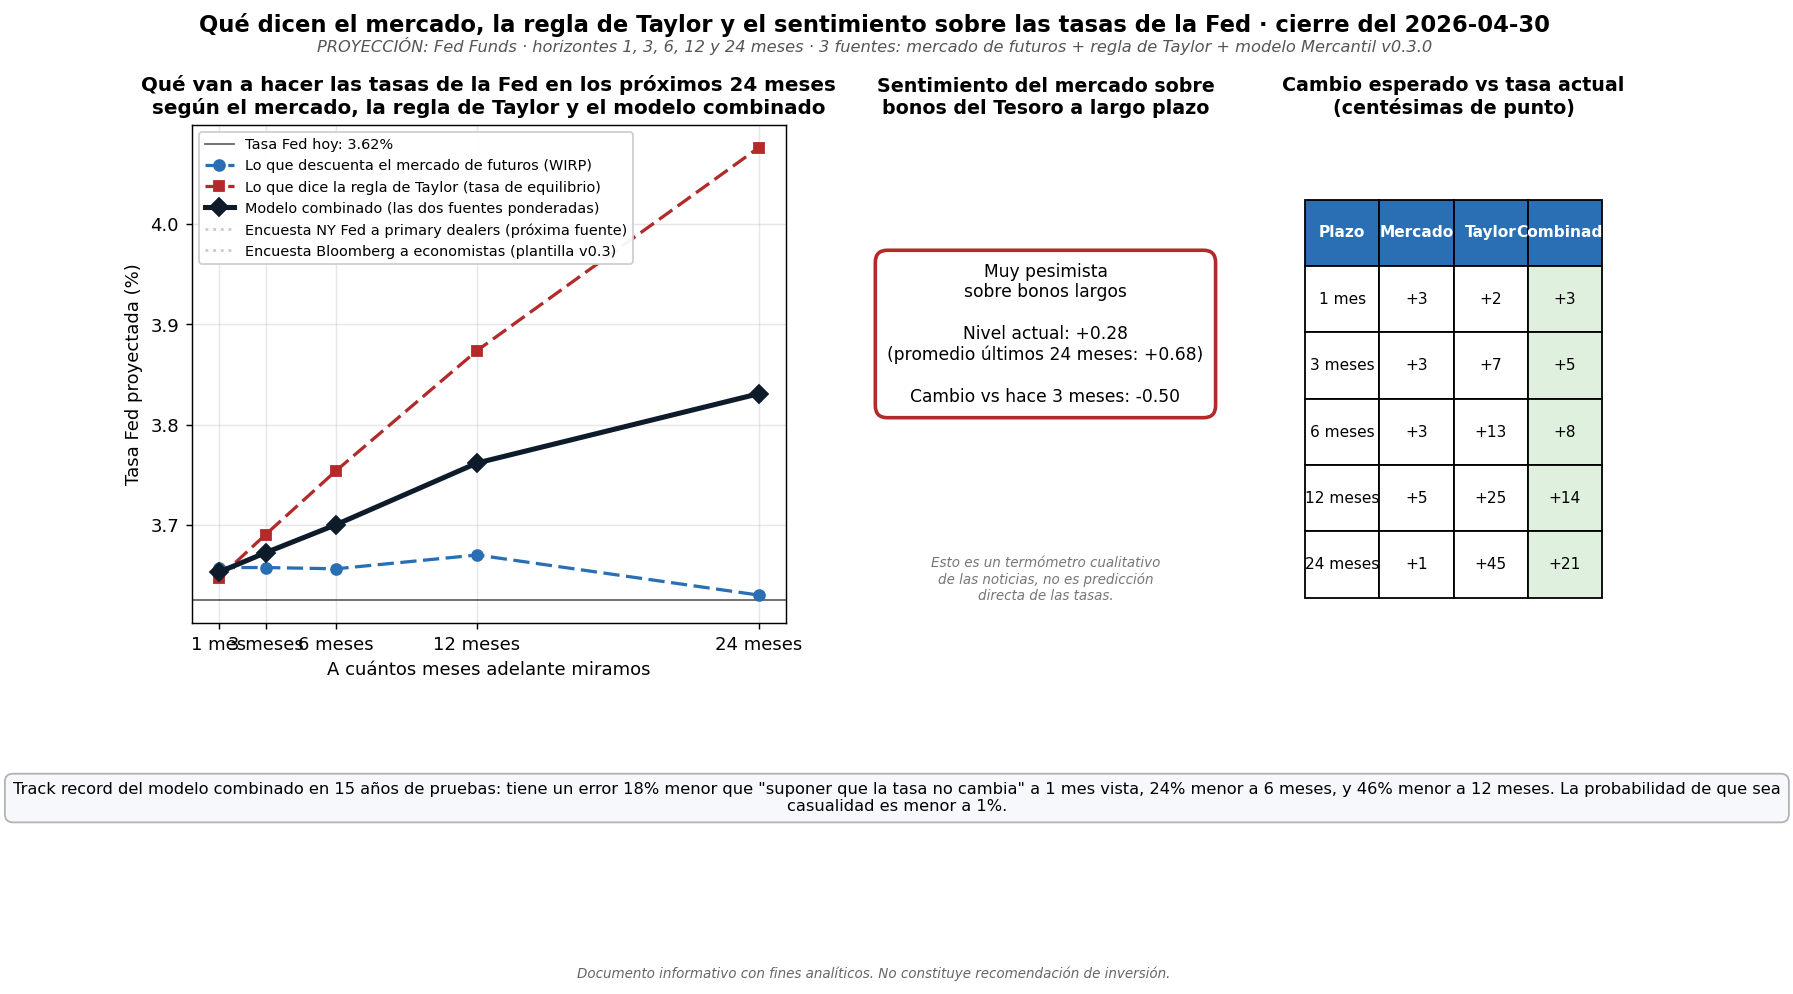 Qué dicen el mercado, la regla de Taylor y el sentimiento sobre las tasas de la Fed · cierre del 2026-04-30
PROYECCIÓN: Fed Funds · horizontes 1, 3, 6, 12 y 24 meses · 3 fuentes: mercado de futuros + regla de Taylor + modelo Mercantil v0.3.0
Qué van a hacer las tasas de la Fed en los próximos 24 meses
según el mercado, la regla de Taylor y el modelo combinado
Tasa Fed hoy: 3.62%
Lo que descuenta el mercado de futuros (WIRP)
Lo que dice la regla de Taylor (tasa de equilibrio)
Modelo combinado (las dos fuentes ponderadas)
Encuesta NY Fed a primary dealers (próxima fuente)
Encuesta Bloomberg a economistas (plantilla v0.3)
Tasa Fed proyectada (%)
4.0
3.9
3.8
3.7
1 mes 3 meses 6 meses 12 meses 24 meses
A cuántos meses adelante miramos
Sentimiento del mercado sobre
bonos del Tesoro a largo plazo
Muy pesimista
sobre bonos largos
Nivel actual: +0.28
(promedio últimos 24 meses: +0.68)
Cambio vs hace 3 meses: -0.50
Esto es un termómetro cualitativo
de las noticias, no es predicción
directa de las tasas.
Cambio esperado vs tasa actual
(centésimas de punto)
Plazo Mercado Taylor Combinad
1 mes +3 +2 +3
3 meses +3 +7 +5
6 meses +3 +13 +8
12 meses +5 +25 +14
24 meses +1 +45 +21
Track record del modelo combinado en 15 años de pruebas: tiene un error 18% menor que "suponer que la tasa no cambia" a 1 mes vista, 24% menor a 6 meses, y 46% menor a 12 meses. La probabilidad de que sea
casualidad es menor a 1%.
Documento informativo con fines analíticos. No constituye recomendación de inversión.